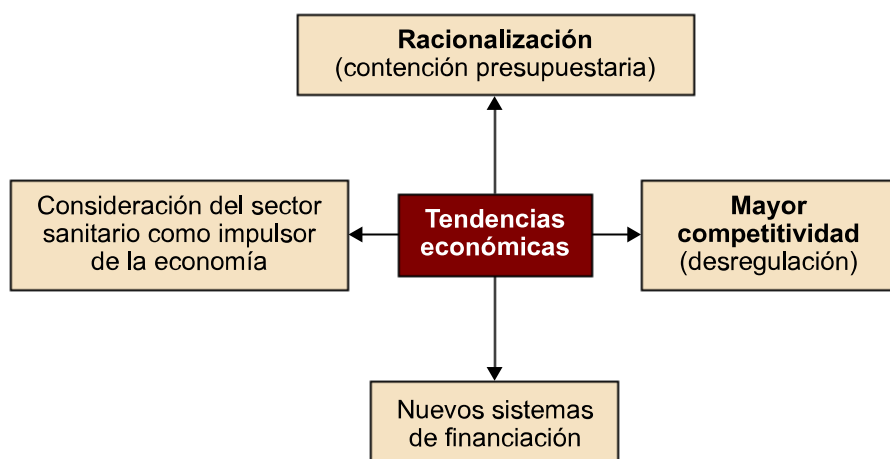 Racionalización
(contención presupuestaria)
Consideración del sector
sanitario como impulsor
de la economía
Tendencias
económicas
Mayor
competitividad
(desregulación)
Nuevos sistemas
de financiación